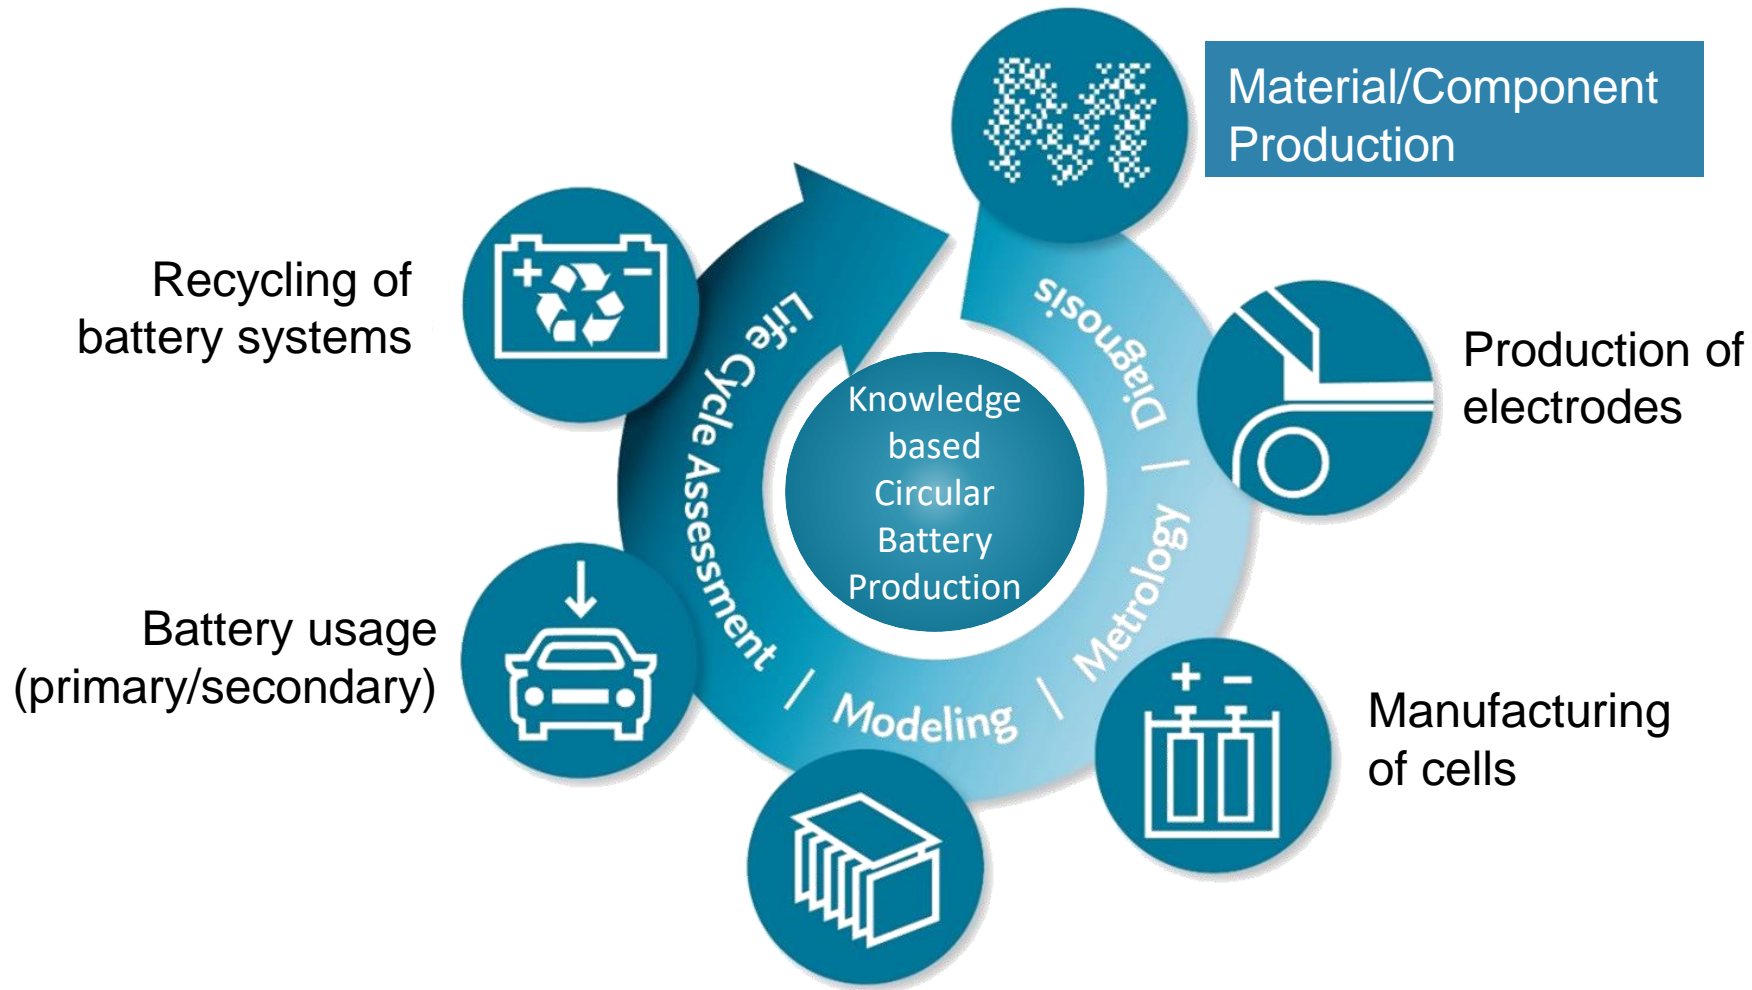 Material/Component
Production
Production of
electrodes
Manufacturing
of cells
Battery usage
(primary/secondary)
Recycling of
battery systems
Diagnosis | Metrology | Modeling | Life Cycle Assessment
Knowledge
based
Circular
Battery
Production
+ -
+ -